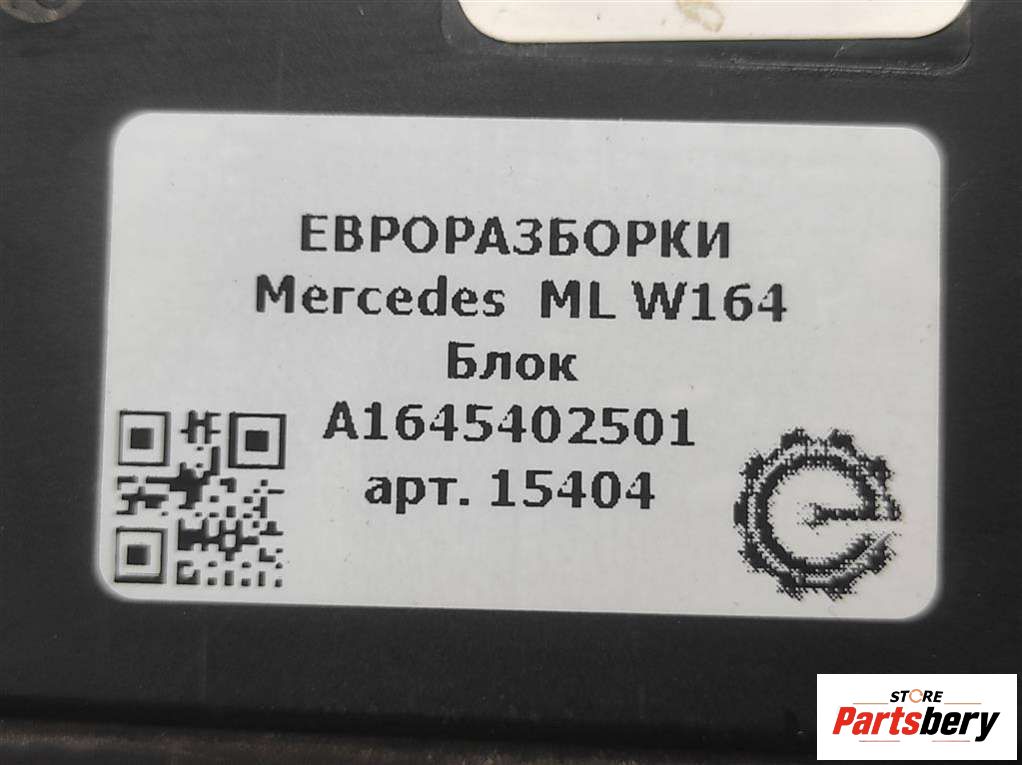 ЕВРОРАЗБОРКИ
Mercedes ML W164
Блок
A1645402501
арт. 15404
STORE
Partsbery